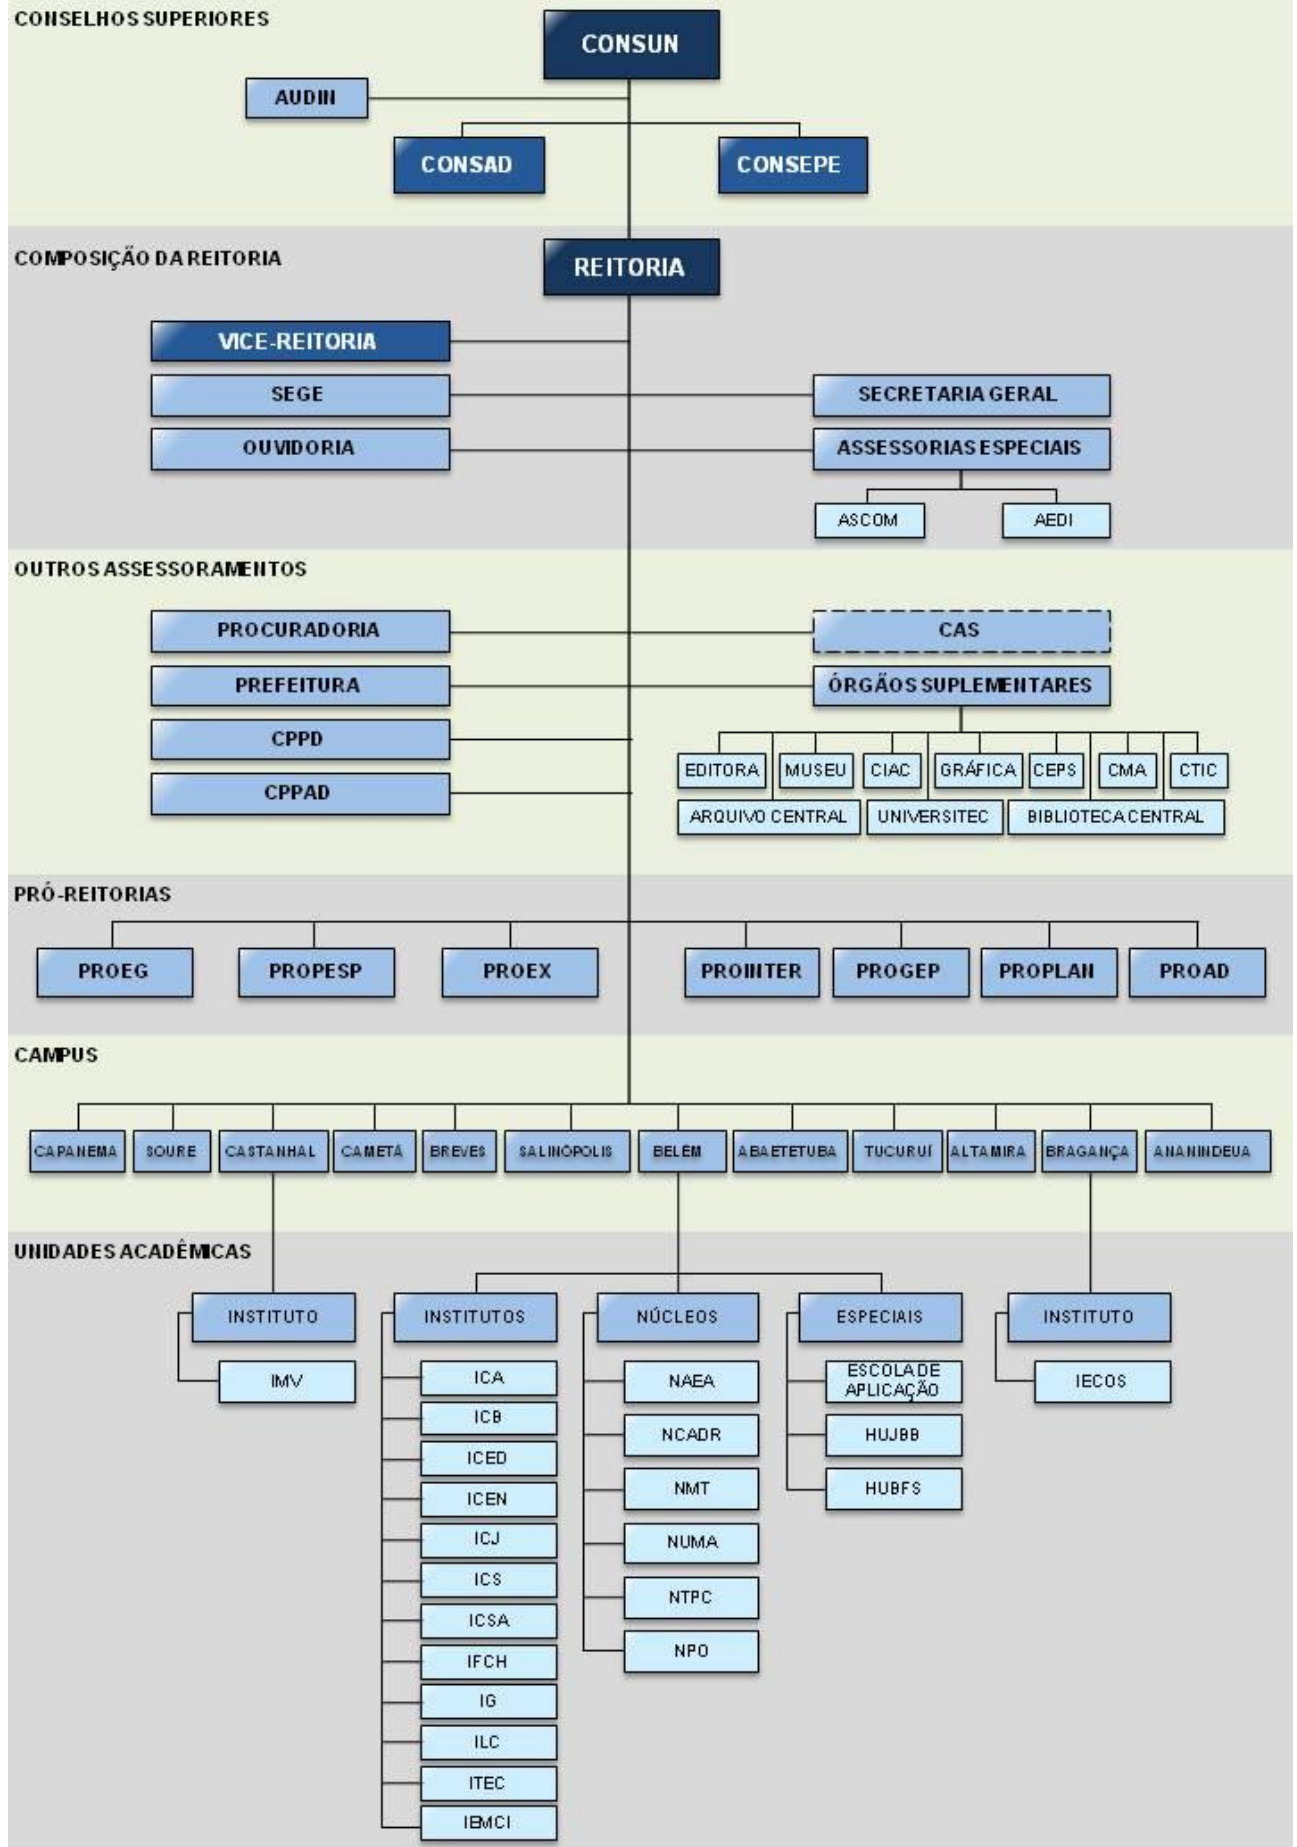 CONSELHOS SUPERIORES
CONSUN
AUDIN
CONSAD
CONSEPE
COMPOSIÇÃO DA REITORIA
REITORIA
VICE-REITORIA
SEGE
SECRETARIA GERAL
OUVIDORIA
ASSESSORIAS ESPECIAIS
ASCOM
AEDI
OUTROS ASSESSORAMENTOS
PROCURADORIA
CAS
PREFEITURA
ÓRGÃOS SUPLEMENTARES
CPPD
CPPAD
EDITORA
MUSEU
CIAC
GRÁFICA
CEPS
CMA
CTIC
ARQUIVO CENTRAL
UNIVERSITEC
BIBLIOTECA CENTRAL
PRÓ-REITORIAS
PROEG
PROPESP
PROEX
PROINTER
PROGEP
PROPLAN
PROAD
CAMPUS
CAPANEMA
SOURE
CASTANHAL
CAMETÁ
BREVES
SALINÓPOLIS
BELÉM
ABAETETUBA
TUCURUÍ
ALTAMIRA
BRAGANÇA
ANANINDEUA
UNIDADES ACADÊMICAS
INSTITUTO
IMV
INSTITUTOS
ICA
ICB
ICED
ICEN
ICJ
ICS
ICSA
IFCH
IG
ILC
ITEC
IEMCI
NÚCLEOS
NAEA
NCADR
NMT
NUMA
NTPC
NPO
ESPECIAIS
ESCOLA DE
APLICAÇÃO
HUJBB
HUBFS
INSTITUTO
IECOS